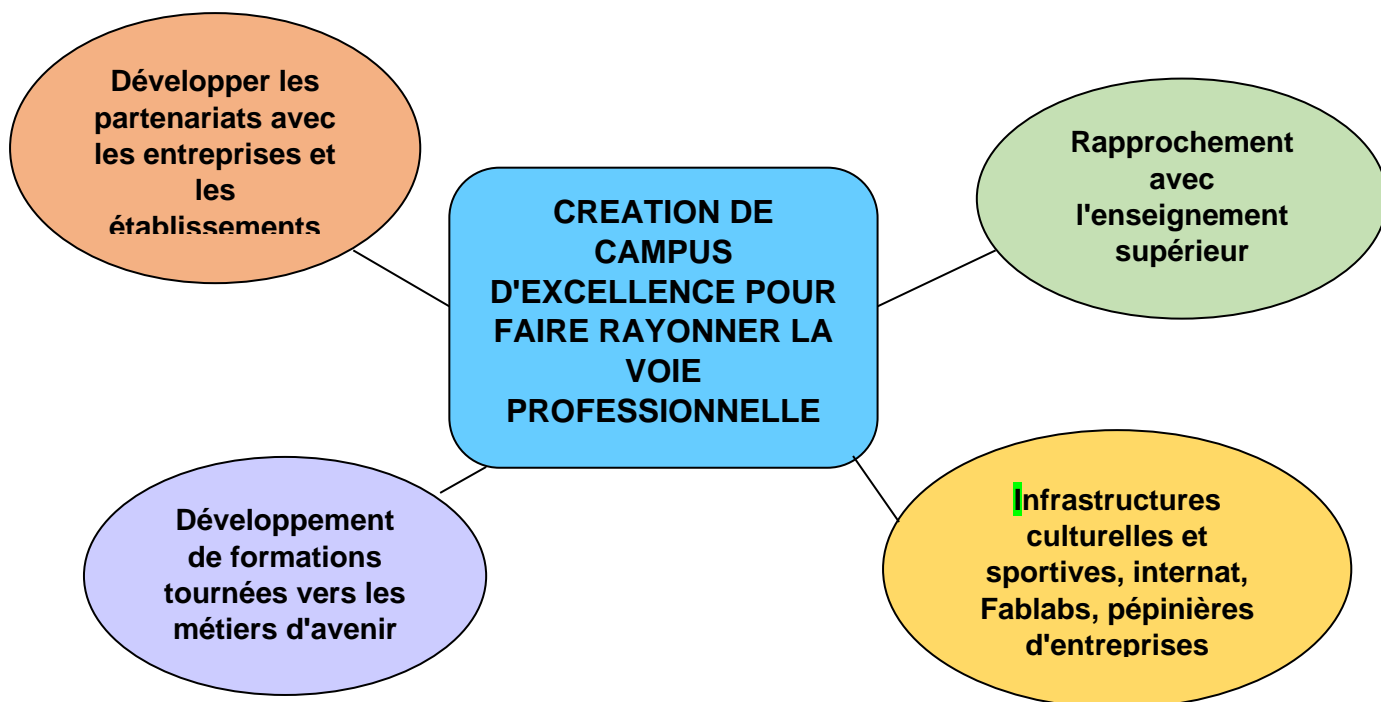 Développer les
partenariats avec
les entreprises et
les
établissements
CREATION DE
CAMPUS
D'EXCELLENCE POUR
FAIRE RAYONNER LA
VOIE
PROFESSIONNELLE
Rapprochement
avec
l'enseignement
supérieur
Développement
de formations
tournées vers les
métiers d'avenir
Infrastructures
culturelles et
sportives, internat,
Fablabs, pépinières
d'entreprises